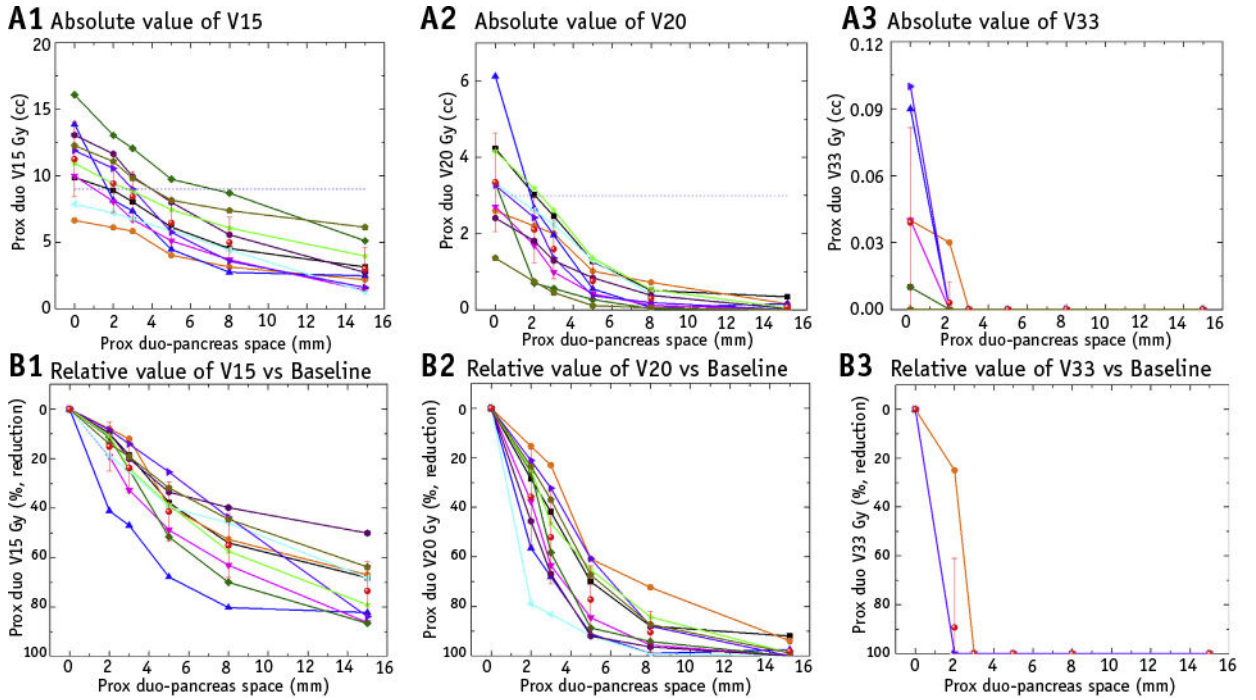 A1 Absolute value of V15
20
15
10
5
0
Prox duo V15 Gy (cc)
0 2 4 6 8 10 12 14 16
Prox duo-pancreas space (mm)
A2 Absolute value of V20
6
4
2
0
Prox duo V20 Gy (cc)
0 2 4 6 8 10 12 14 16
Prox duo-pancreas space (mm)
A3 Absolute value of V33
0.12
0.09
0.06
0.03
0.00
Prox duo V33 Gy (cc)
0 2 4 6 8 10 12 14 16
Prox duo-pancreas space (mm)
B1 Relative value of V15 vs Baseline
0
20
40
60
80
100
Prox duo V15 Gy (%, reduction)
0 2 4 6 8 10 12 14 16
Prox duo-pancreas space (mm)
B2 Relative value of V20 vs Baseline
0
20
40
60
80
100
Prox duo V20 Gy (%, reduction)
0 2 4 6 8 10 12 14 16
Prox duo-pancreas space (mm)
B3 Relative value of V33 vs Baseline
0
20
40
60
80
100
Prox duo V33 Gy (%, reduction)
0 2 4 6 8 10 12 14 16
Prox duo-pancreas space (mm)